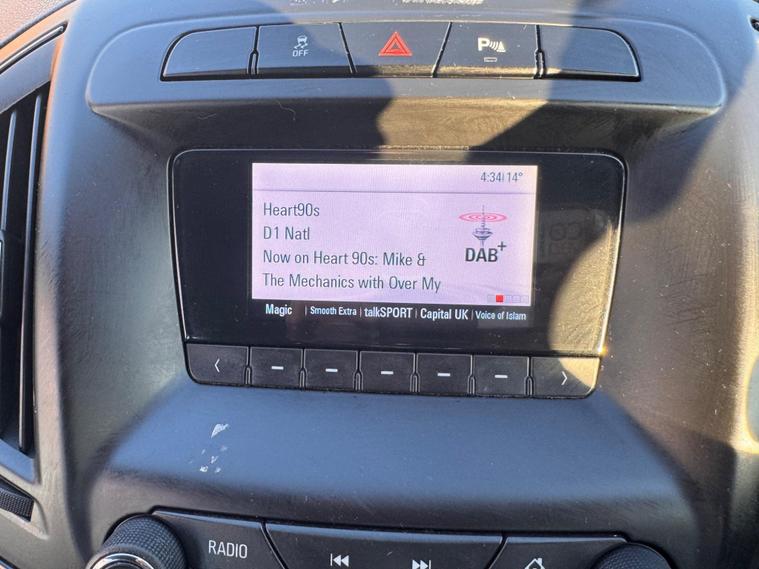 OFF
P
4:34 14°
Heart90s
D1 Natl
Now on Heart 90s: Mike &
The Mechanics with Over My
DAB+
Magic | Smooth Extra | talkSPORT | Capital UK | Voice of Islam
RADIO